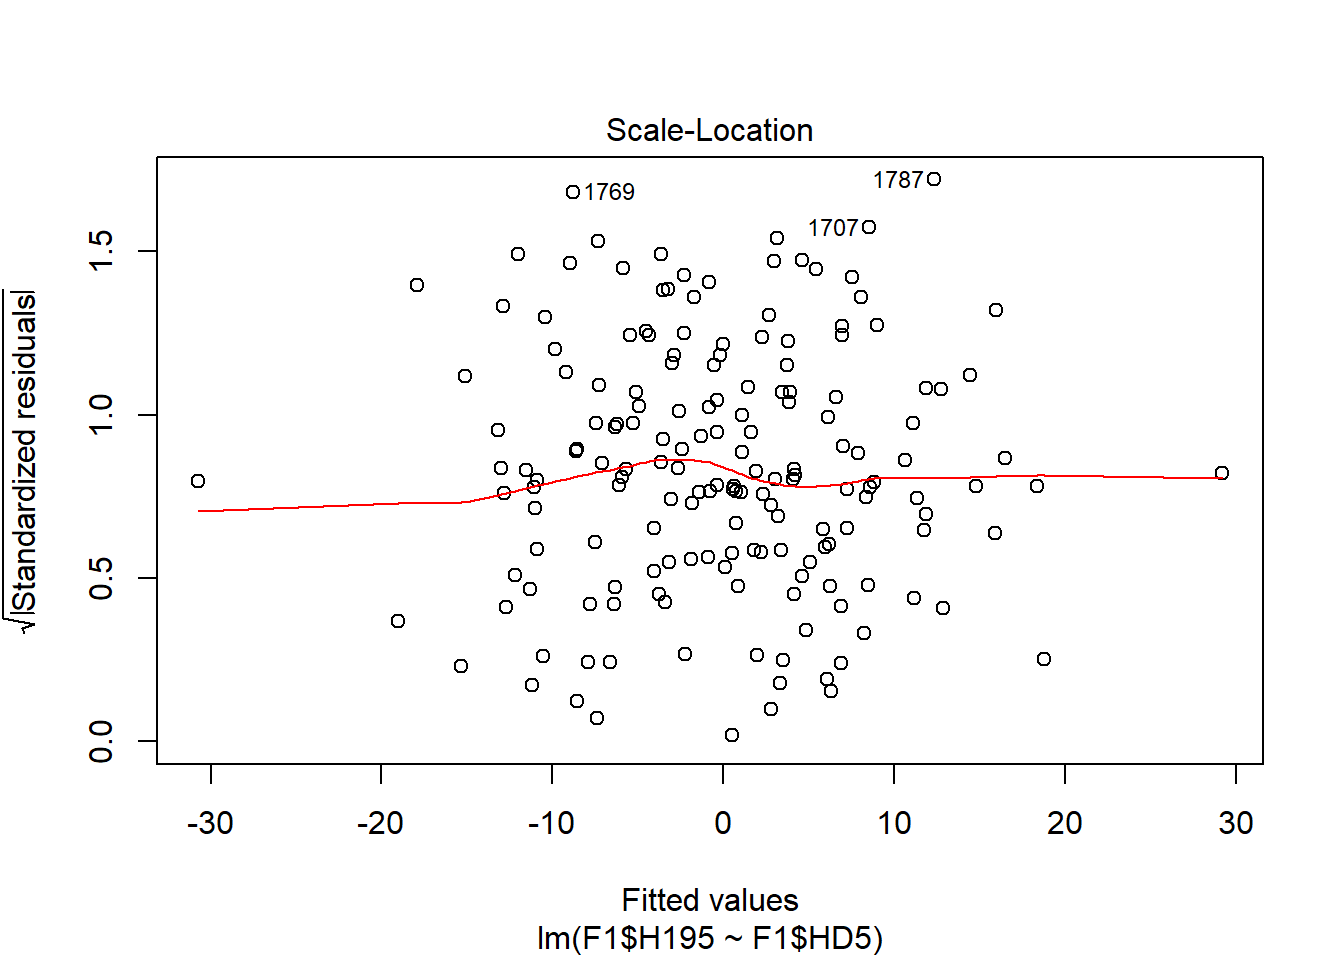 Scale-Location
1787
1769
1707
√|Standardized residuals|
1.5
1.0
0.5
0.0
-30 -20 -10 0 10 20 30
Fitted values
lm(F1$H195 ~ F1$HD5)